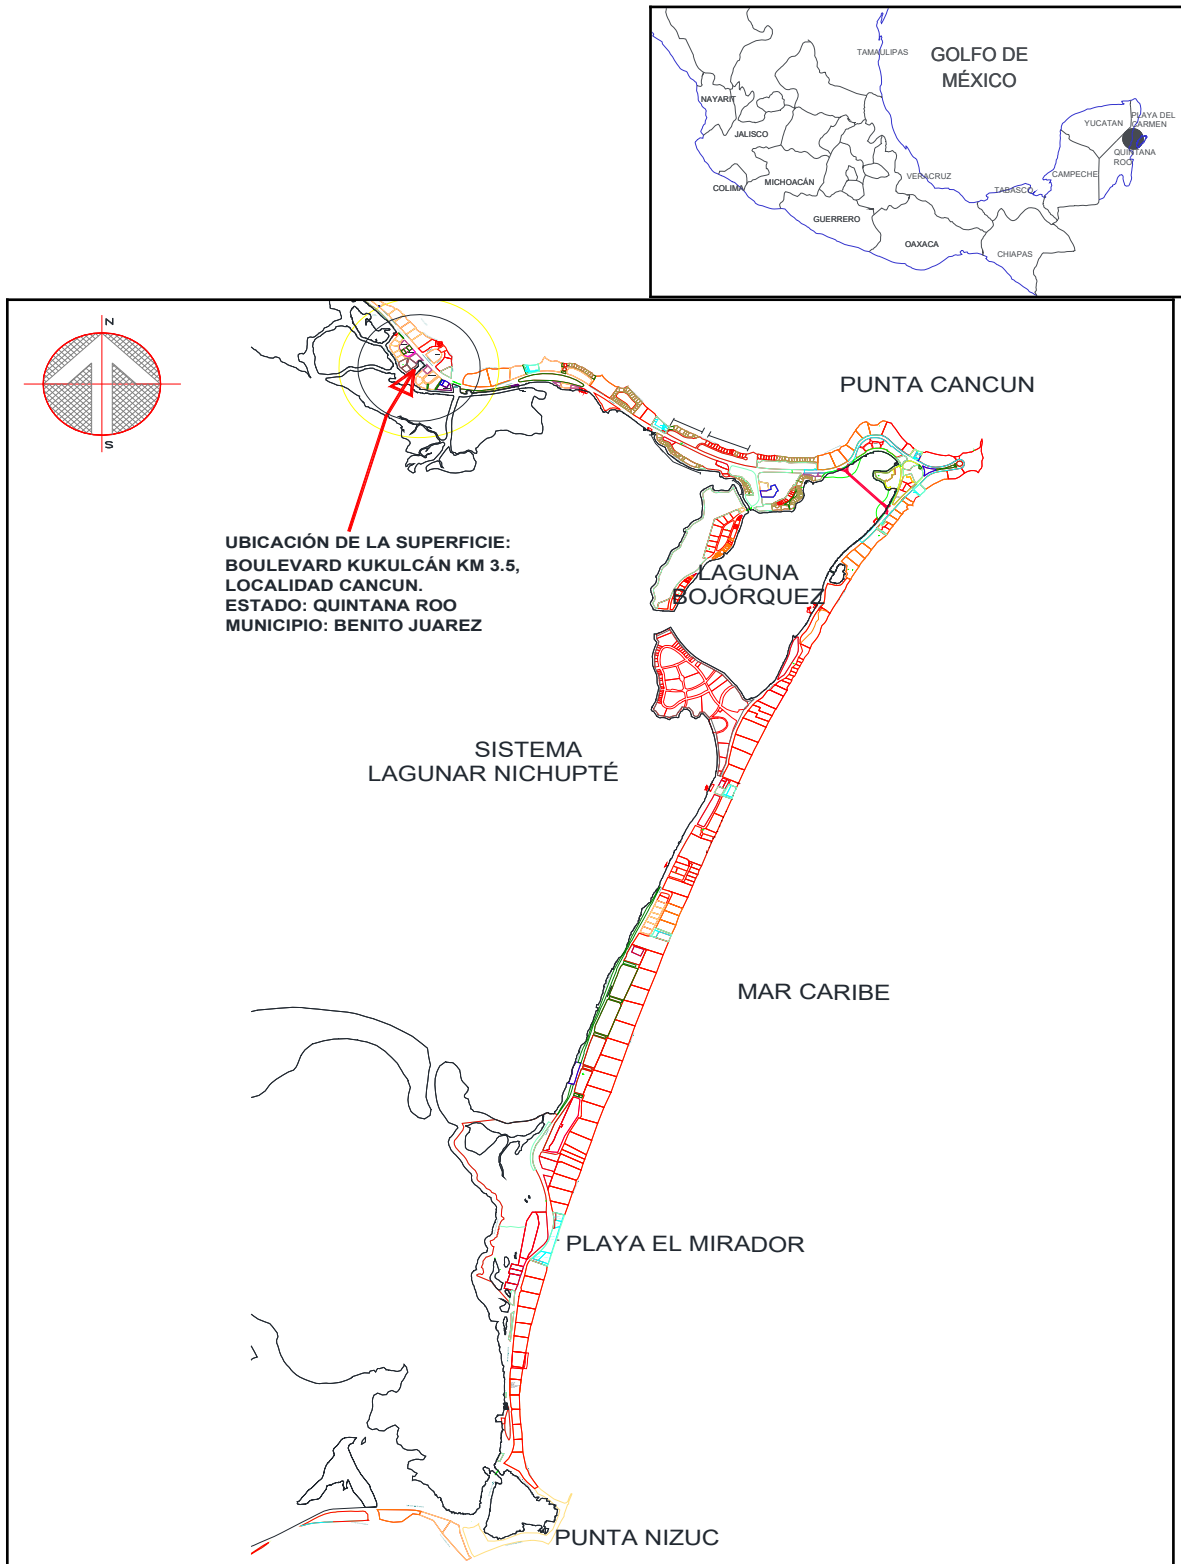 TAMAULIPAS
GOLFO DE
MÉXICO
NAYARIT
JALISCO
COLIMA
MICHOACÁN
GUERRERO
VERACRUZ
OAXACA
TABASCO
CHIAPAS
CAMPECHE
YUCATAN
PLAYA DEL
CARMEN
QUINTANA
ROO
N
S
PUNTA CANCUN
UBICACIÓN DE LA SUPERFICIE:
BOULEVARD KUKULCÁN KM 3.5,
LOCALIDAD CANCUN.
ESTADO: QUINTANA ROO
MUNICIPIO: BENITO JUAREZ
LAGUNA
BOJÓRQUEZ
SISTEMA
LAGUNAR NICHUPTÉ
MAR CARIBE
PLAYA EL MIRADOR
PUNTA NIZUC